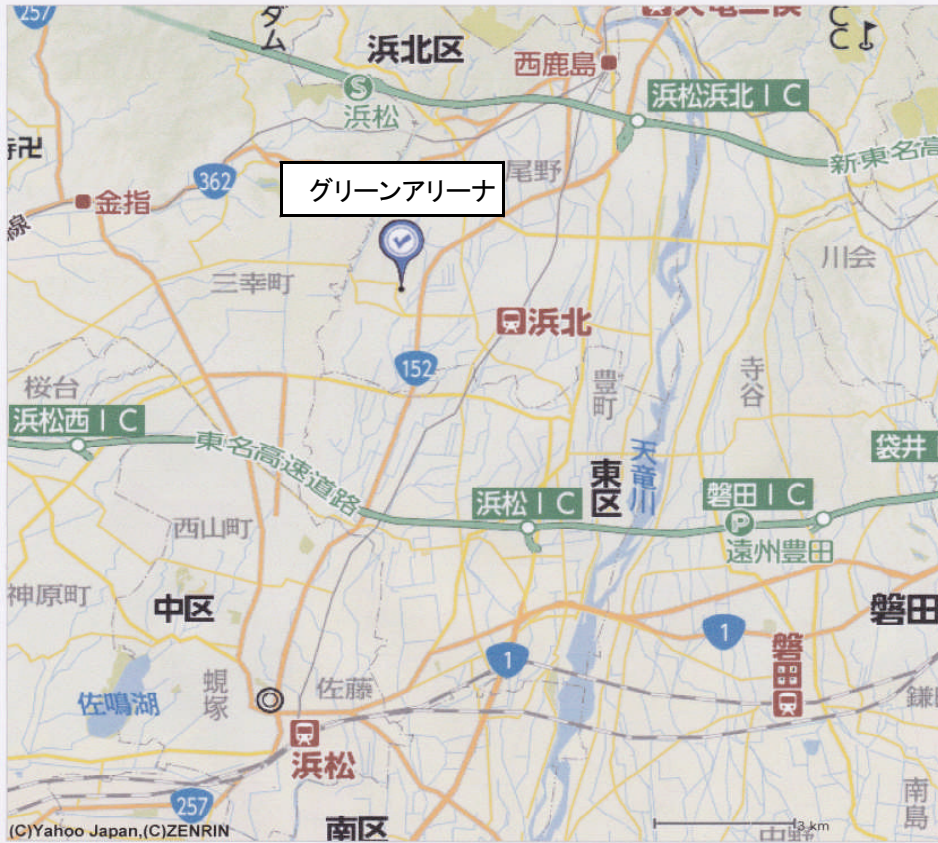 257
ダム
浜北区
西鹿島
CC
浜松浜北IC
S
浜松
新東名高
362
尾野
グリーンアリーナ
金指
線
川会
三幸町
浜北
152
寺谷
豊町
桜台
浜松西IC
東名高速道路
天竜川
袋井
東区
浜松IC
磐田IC
P
遠州豊田
西山町
神原町
中区
磐田
1
1
磐田
佐鳴湖
蜆塚
佐藤
浜松
257
南島
(C)Yahoo Japan,(C)ZENRIN
南区
3 km